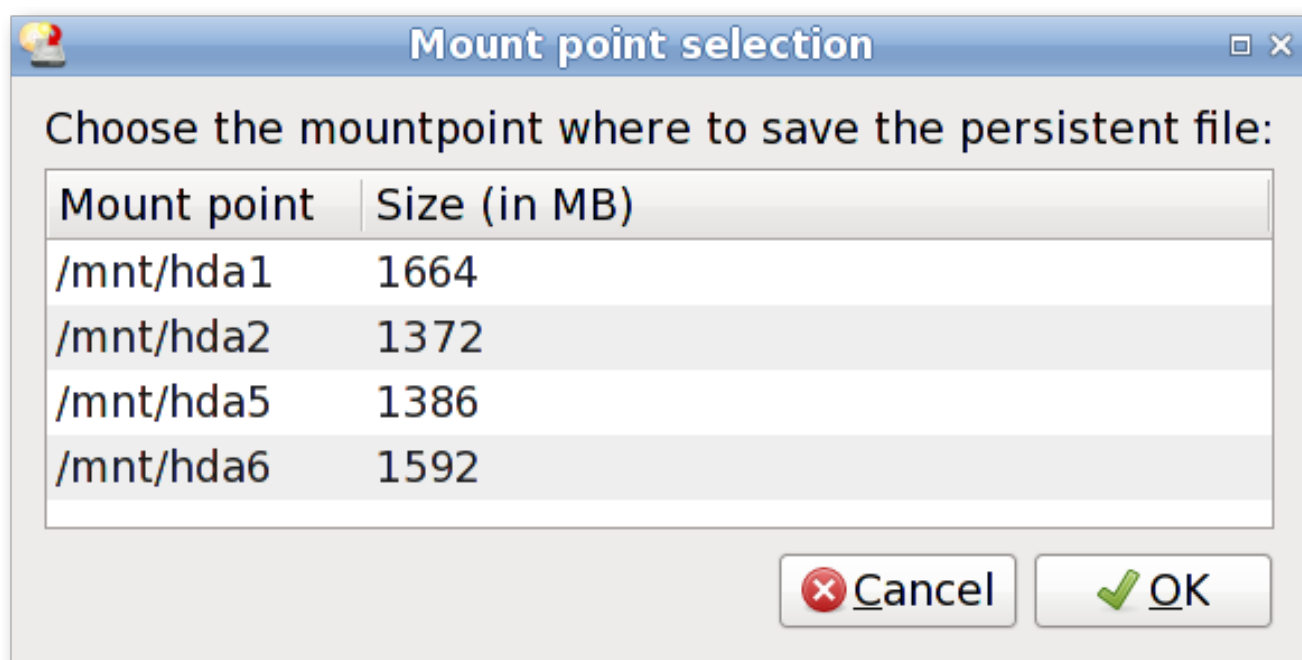 Mount point selection
Choose the mountpoint where to save the persistent file:
Mount point Size (in MB)
/mnt/hda1 1664
/mnt/hda2 1372
/mnt/hda5 1386
/mnt/hda6 1592
Cancel OK